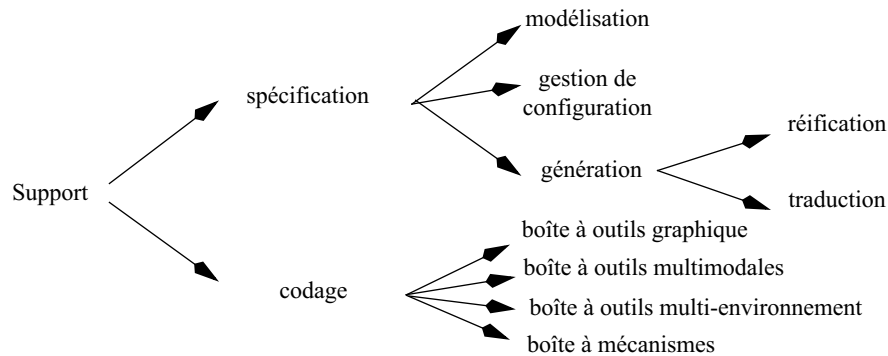 modélisation
spécification
gestion de
configuration
réification
Support
génération
traduction
boîte à outils graphique
boîte à outils multimodales
codage
boîte à outils multi-environnement
boîte à mécanismes